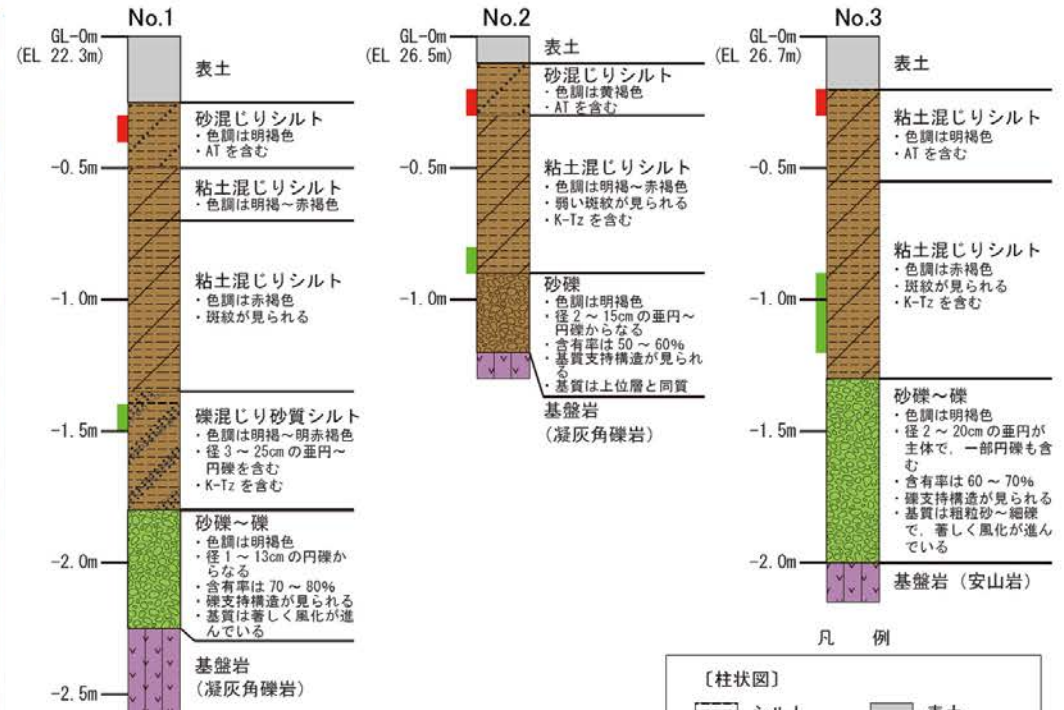 No.1
GL-0m
(EL 22.3m)
表土
砂混じりシルト
・色調は明褐色
・AT を含む
-0.5m
粘土混じりシルト
・色調は明褐～赤褐色
粘土混じりシルト
・色調は赤褐色
・斑紋が見られる
-1.0m
礫混じり砂質シルト
・色調は明褐～明赤褐色
・径 3 ～ 25cm の亜円～
円礫を含む
・K-Tz を含む
-1.5m
砂礫～礫
・色調は明褐色
・径 1 ～ 13cm の円礫か
らなる
・含有率は 70 ～ 80%
・礫支持構造が見られる
・基質は著しく風化が進
んでいる
-2.0m
基盤岩
(凝灰角礫岩)
-2.5m
No.2
GL-0m
(EL 26.5m)
表土
砂混じりシルト
・色調は黄褐色
・AT を含む
-0.5m
粘土混じりシルト
・色調は明褐～赤褐色
・弱い斑紋が見られる
・K-Tz を含む
-1.0m
砂礫
・色調は明褐色
・径 2 ～ 15cm の亜円～
円礫からなる
・含有率は 50 ～ 60%
・基質支持構造が見られ
る
・基質は上位層と同質
基盤岩
(凝灰角礫岩)
-1.5m
No.3
GL-0m
(EL 26.7m)
表土
粘土混じりシルト
・色調は明褐色
・AT を含む
-0.5m
粘土混じりシルト
・色調は赤褐色
・斑紋が見られる
・K-Tz を含む
-1.0m
砂礫～礫
・色調は明褐色
・径 2 ～ 20cm の亜円が
主体で、一部円礫も含
む
・含有率は 60 ～ 70%
・礫支持構造が見られる
・基質は粗粒砂～細礫
で、著しく風化が進ん
でいる
-1.5m
-2.0m
基盤岩（安山岩）
凡 例
〔柱状図〕
シルト
表土